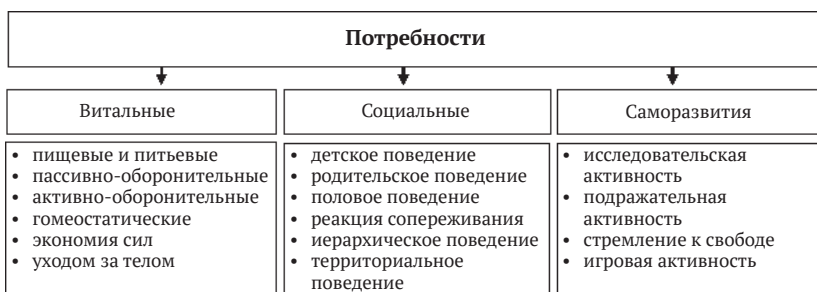 Потребности
Витальные
Социальные
Саморазвития
• пищевые и питьевые
• пассивно-оборонительные
• активно-оборонительные
• гомеостатические
• экономия сил
• уходом за телом
• детское поведение
• родительское поведение
• половое поведение
• реакция сопереживания
• иерархическое поведение
• территориальное
поведение
• исследовательская
активность
• подражательная
активность
• стремление к свободе
• игровая активность